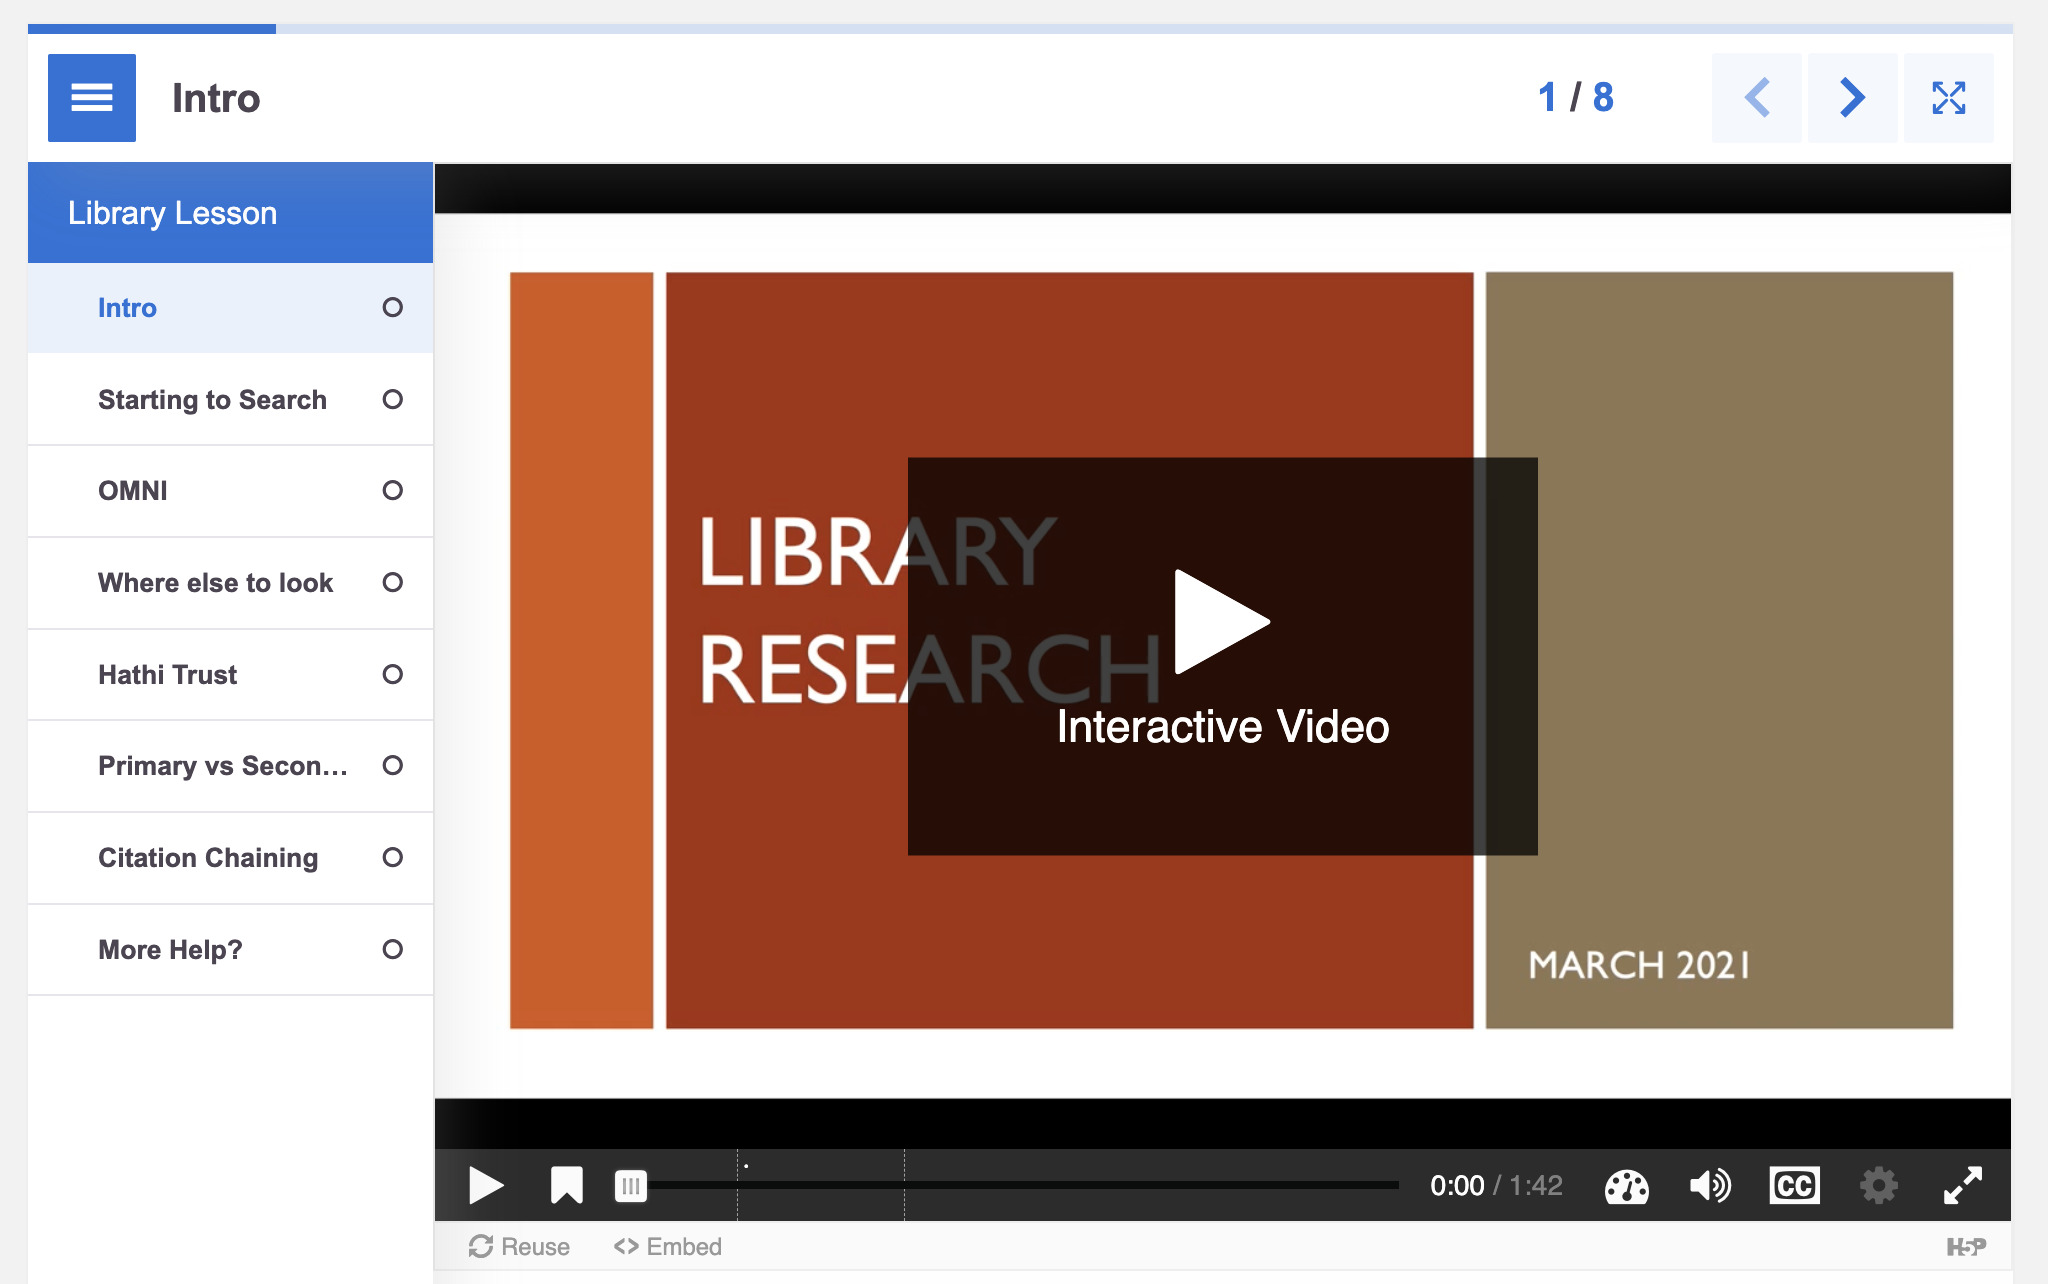 Intro
1 / 8
Library Lesson
Intro
Starting to Search
OMNI
Where else to look
Hathi Trust
Primary vs Secon...
Citation Chaining
More Help?
LIBRARY
RESEARCH
Interactive Video
MARCH 2021
0:00 / 1:42
CC
Reuse
<> Embed
H5P